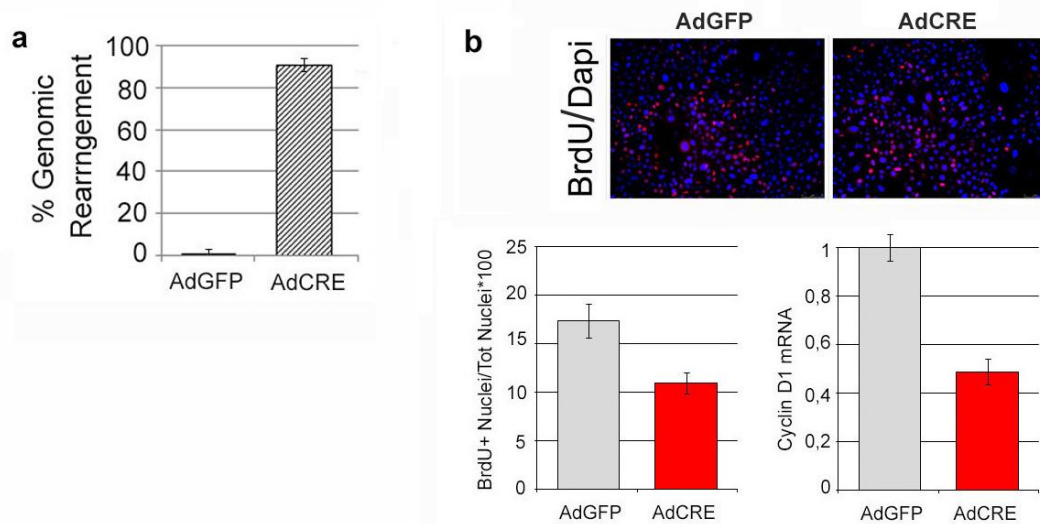 a
% Genomic
Rearrngement
100
80
60
40
20
0
AdGFP
AdCRE
b
AdGFP
AdCRE
BrdU/Dapi
BrdU+ Nuclei/Tot Nuclei*100
25
20
15
10
5
0
AdGFP
AdCRE
Cyclin D1 mRNA
1
0,8
0,6
0,4
0,2
0
AdGFP
AdCRE